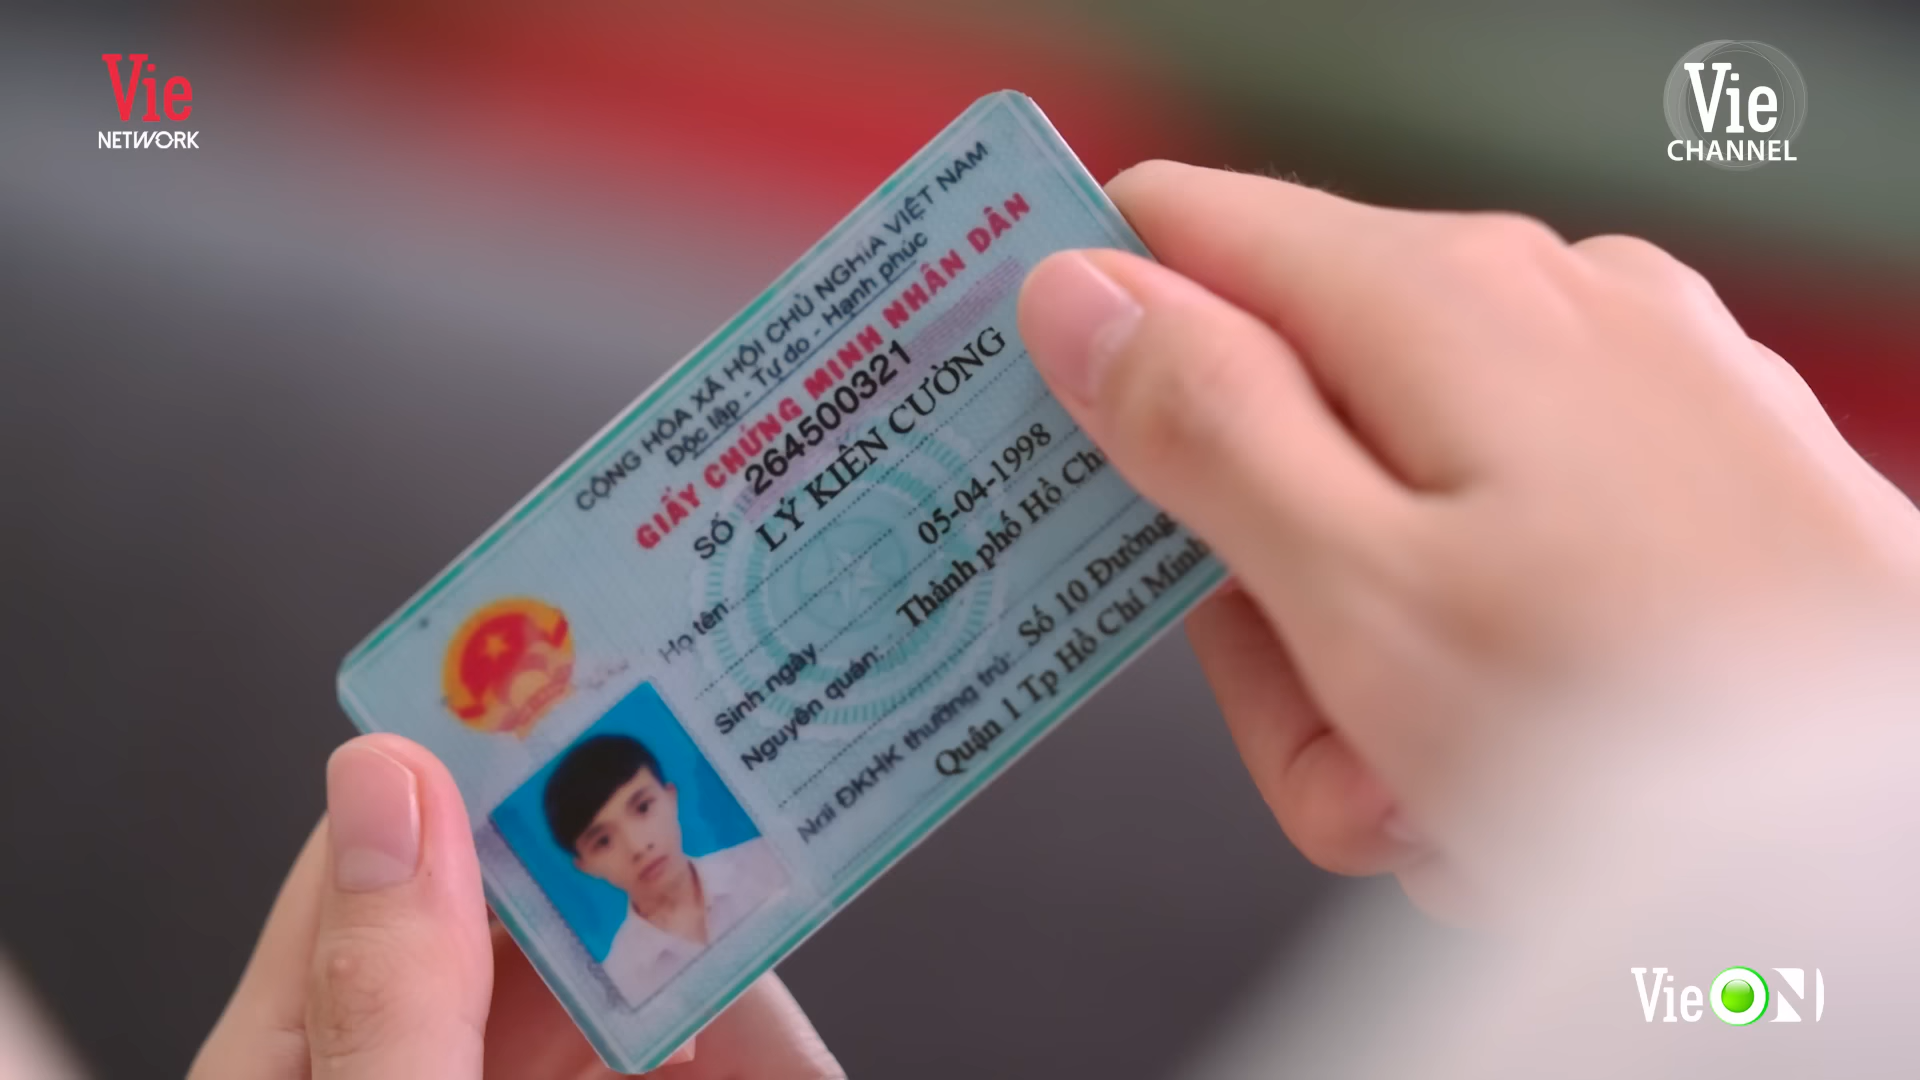 Vie
NETWORK
Vie
CHANNEL
CỘNG HÒA XÃ HỘI CHỦ NGHĨA VIỆT NAM
Độc lập - Tự do - Hạnh phúc
GIẤY CHỨNG MINH NHÂN DÂN
SỐ 264500321
Họ tên: LÝ KIÊN CƯỜNG
Sinh ngày 05-04-1998
Nguyên quán: Thành phố Hồ
Nơi ĐKHK thường trú: Số 10 Đường
Quận 1 Tp Hồ Chí Minh
VieON